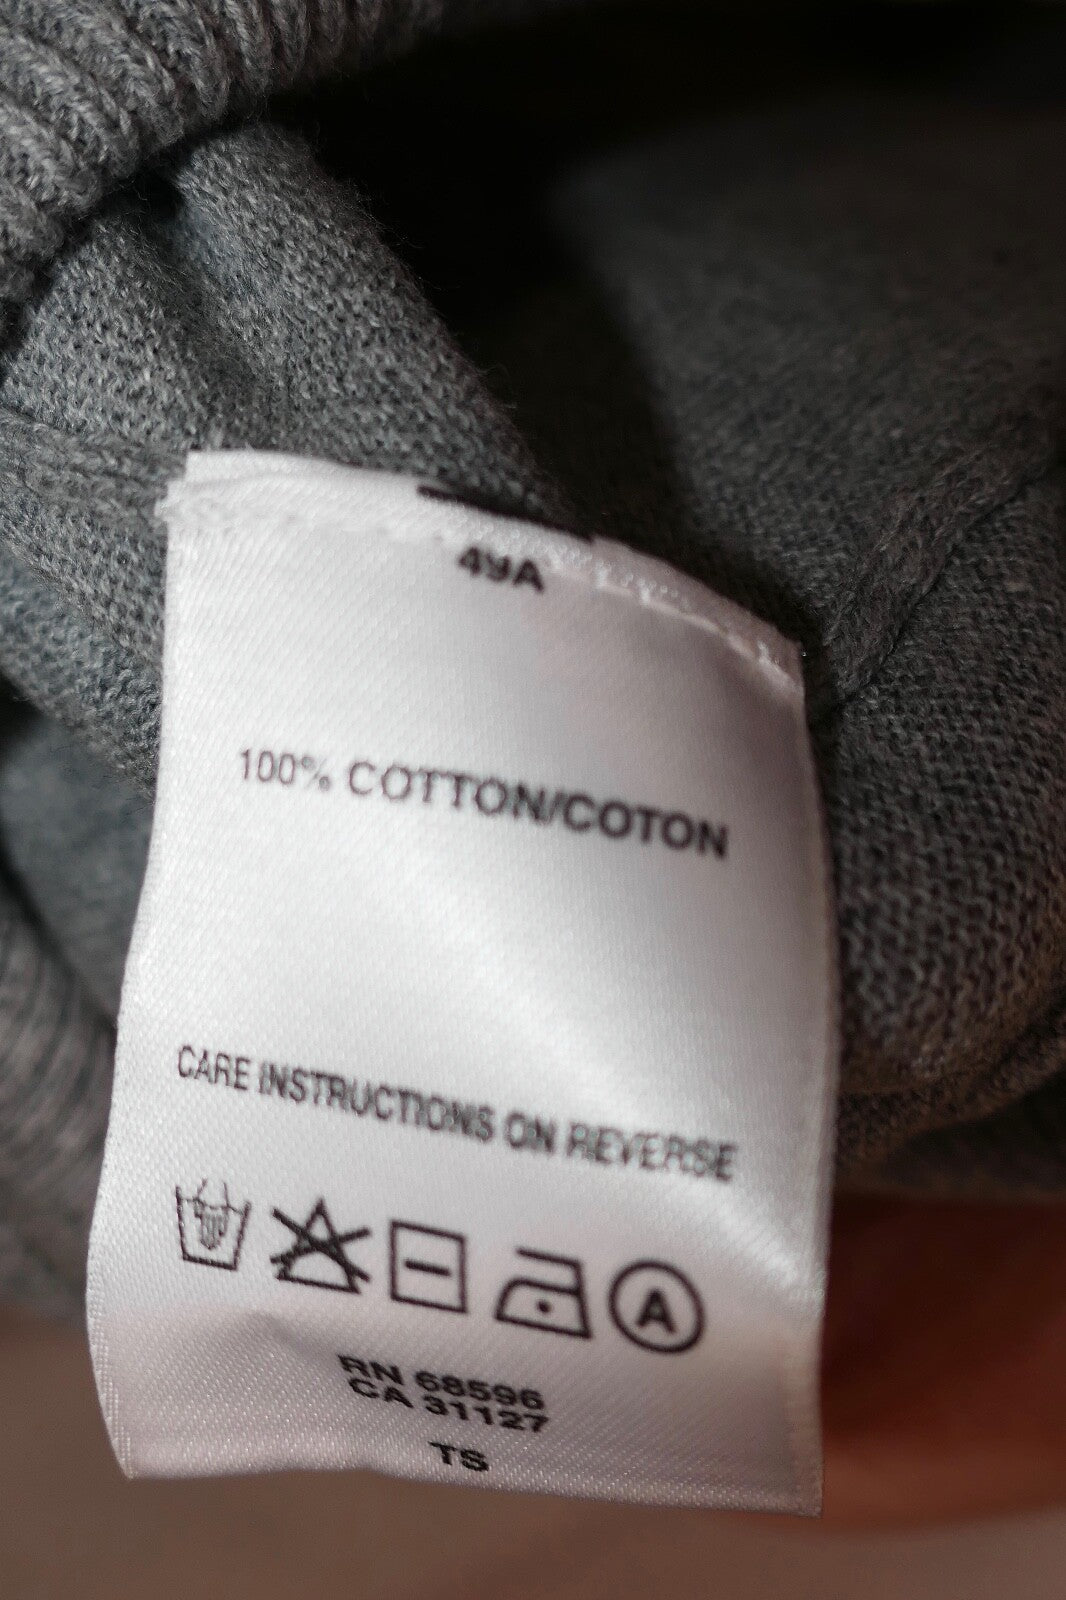 49A
100% COTTON/COTON
CARE INSTRUCTIONS ON REVERSE
A
RN 68596
CA 31127
TS